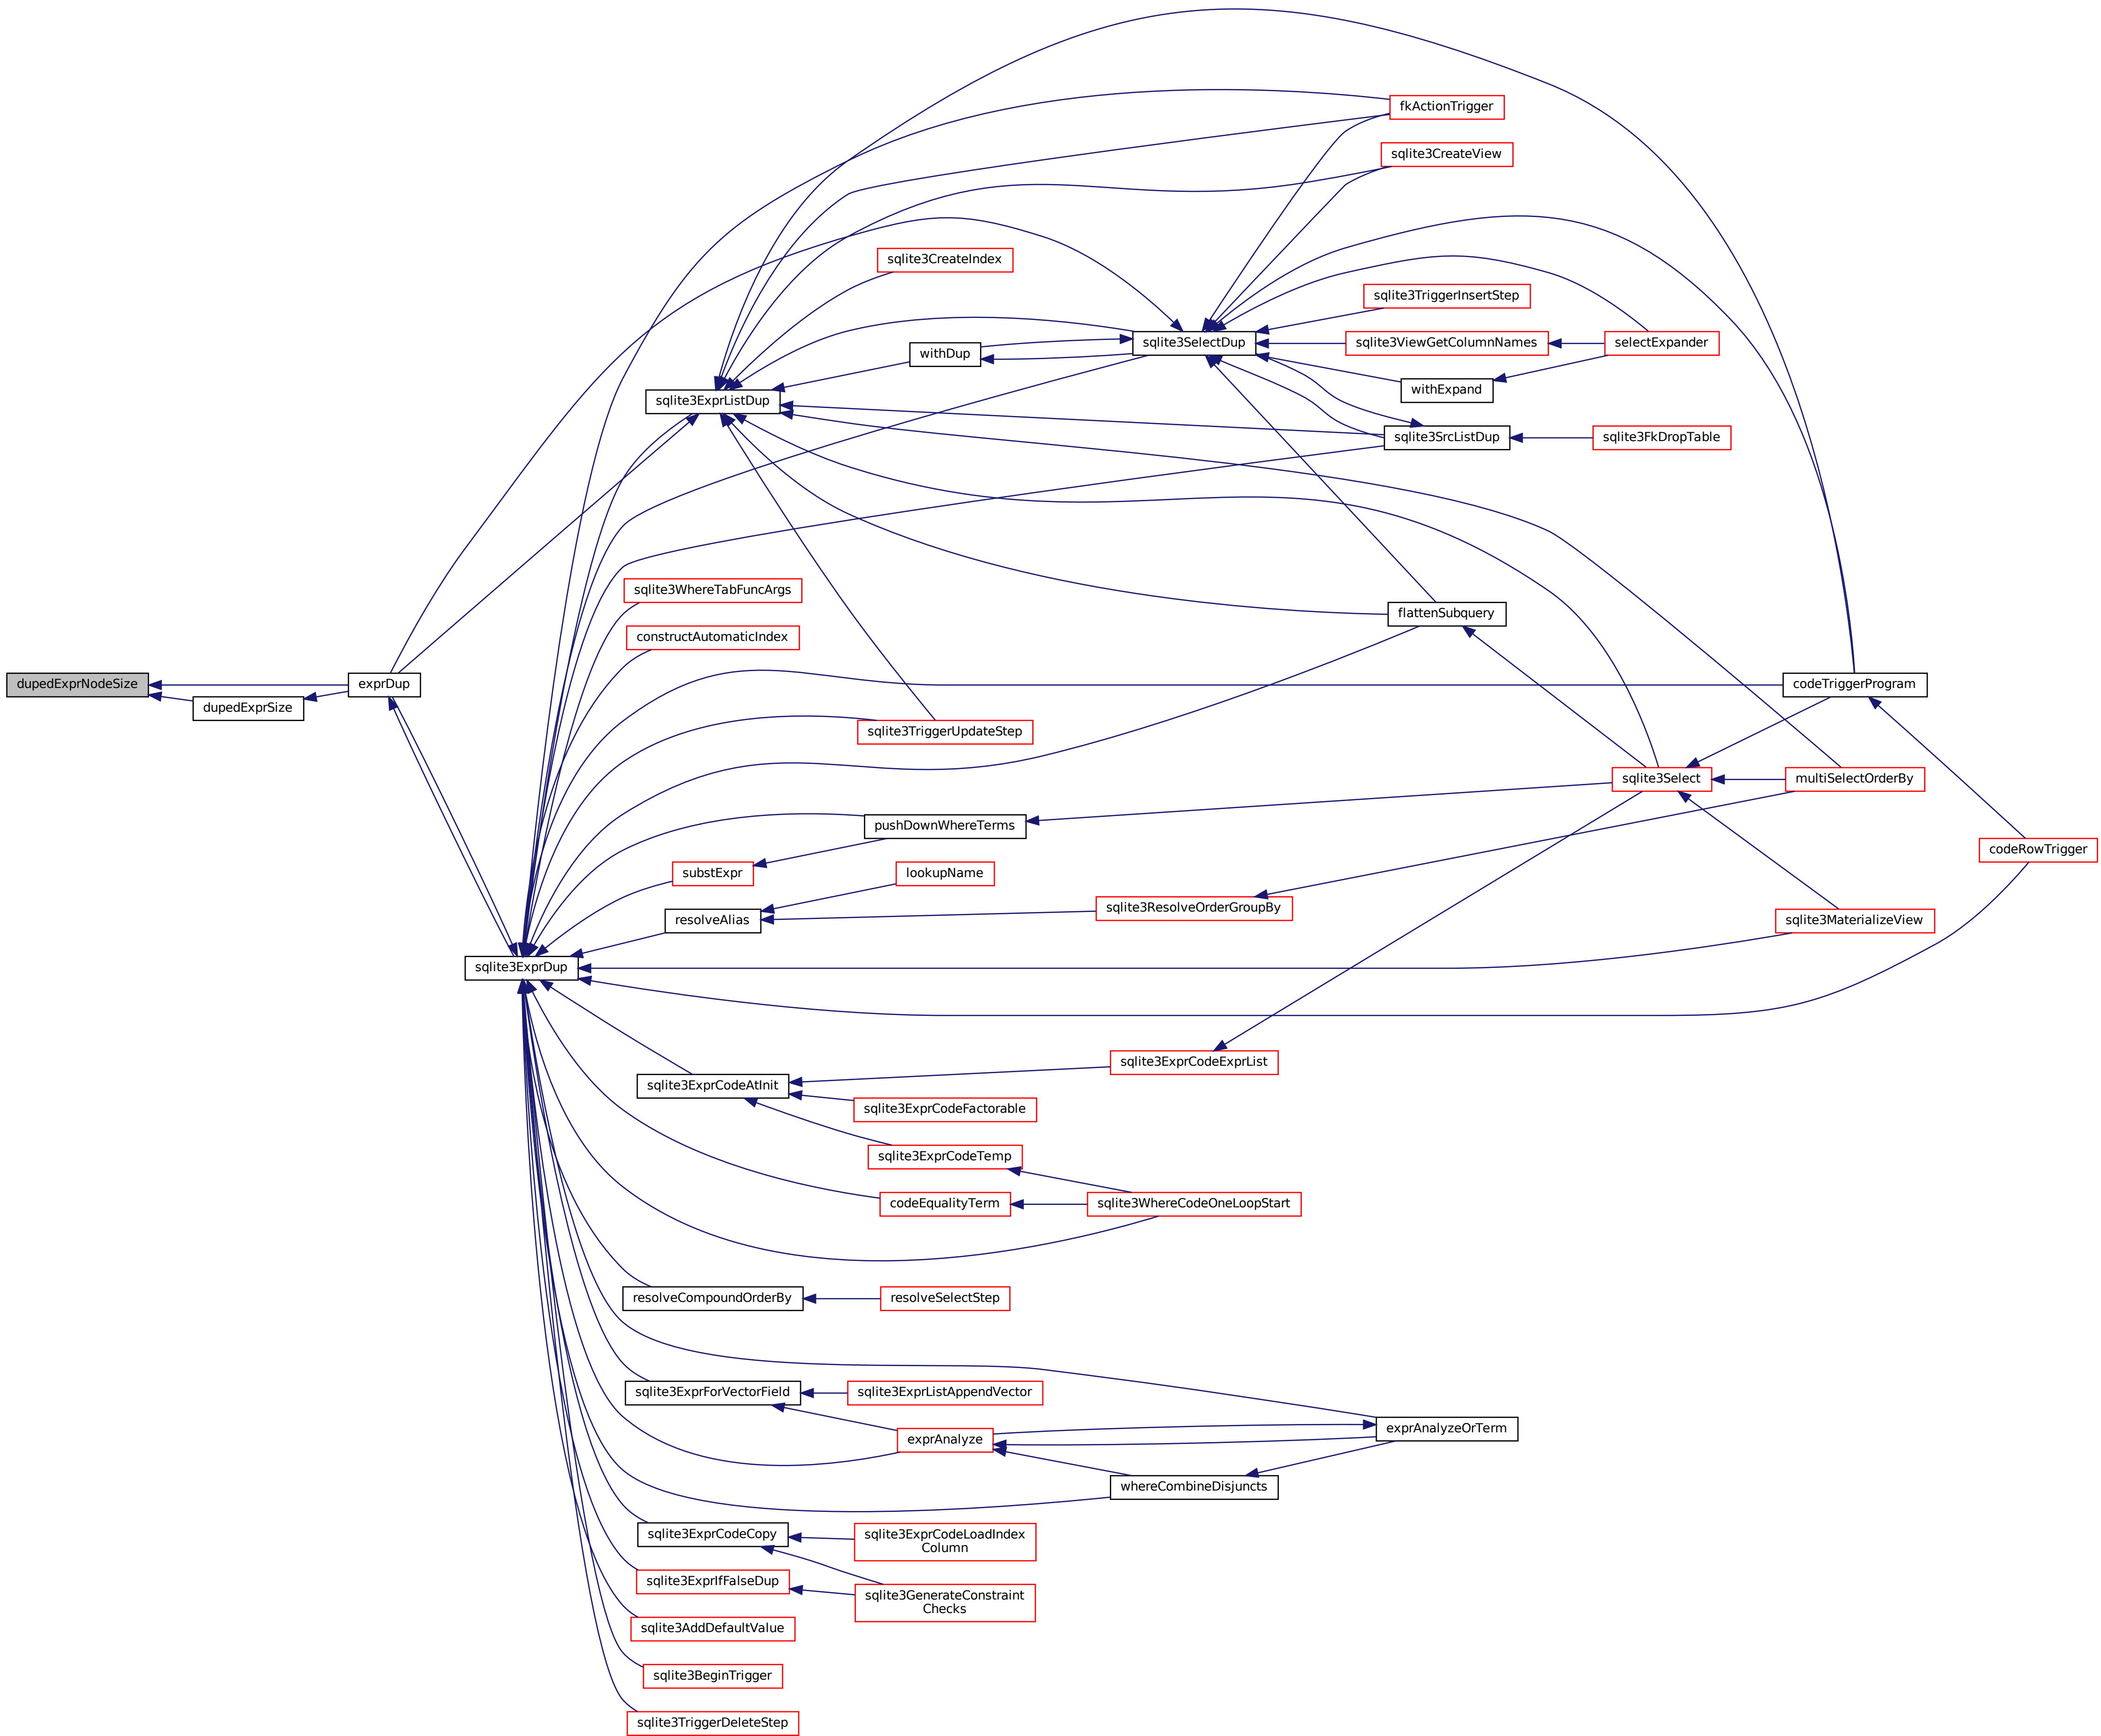 fkActionTrigger
sqlite3CreateView
sqlite3CreateIndex
sqlite3TriggerInsertStep
sqlite3SelectDup
sqlite3ViewGetColumnNames
selectExpander
withDup
withExpand
sqlite3ExprListDup
sqlite3SrcListDup
sqlite3FkDropTable
sqlite3WhereTabFuncArgs
flattenSubquery
constructAutomaticIndex
dupedExprNodeSize
exprDup
codeTriggerProgram
dupedExprSize
sqlite3TriggerUpdateStep
sqlite3Select
multiSelectOrderBy
pushDownWhereTerms
codeRowTrigger
substExpr
lookupName
sqlite3ResolveOrderGroupBy
resolveAlias
sqlite3MaterializeView
sqlite3ExprDup
sqlite3ExprCodeExprList
sqlite3ExprCodeAtInit
sqlite3ExprCodeFactorable
sqlite3ExprCodeTemp
codeEqualityTerm
sqlite3WhereCodeOneLoopStart
resolveCompoundOrderBy
resolveSelectStep
sqlite3ExprForVectorField
sqlite3ExprListAppendVector
exprAnalyzeOrTerm
exprAnalyze
whereCombineDisjuncts
sqlite3ExprCodeCopy
sqlite3ExprCodeLoadIndex
Column
sqlite3ExprIfFalseDup
sqlite3GenerateConstraint
Checks
sqlite3AddDefaultValue
sqlite3BeginTrigger
sqlite3TriggerDeleteStep